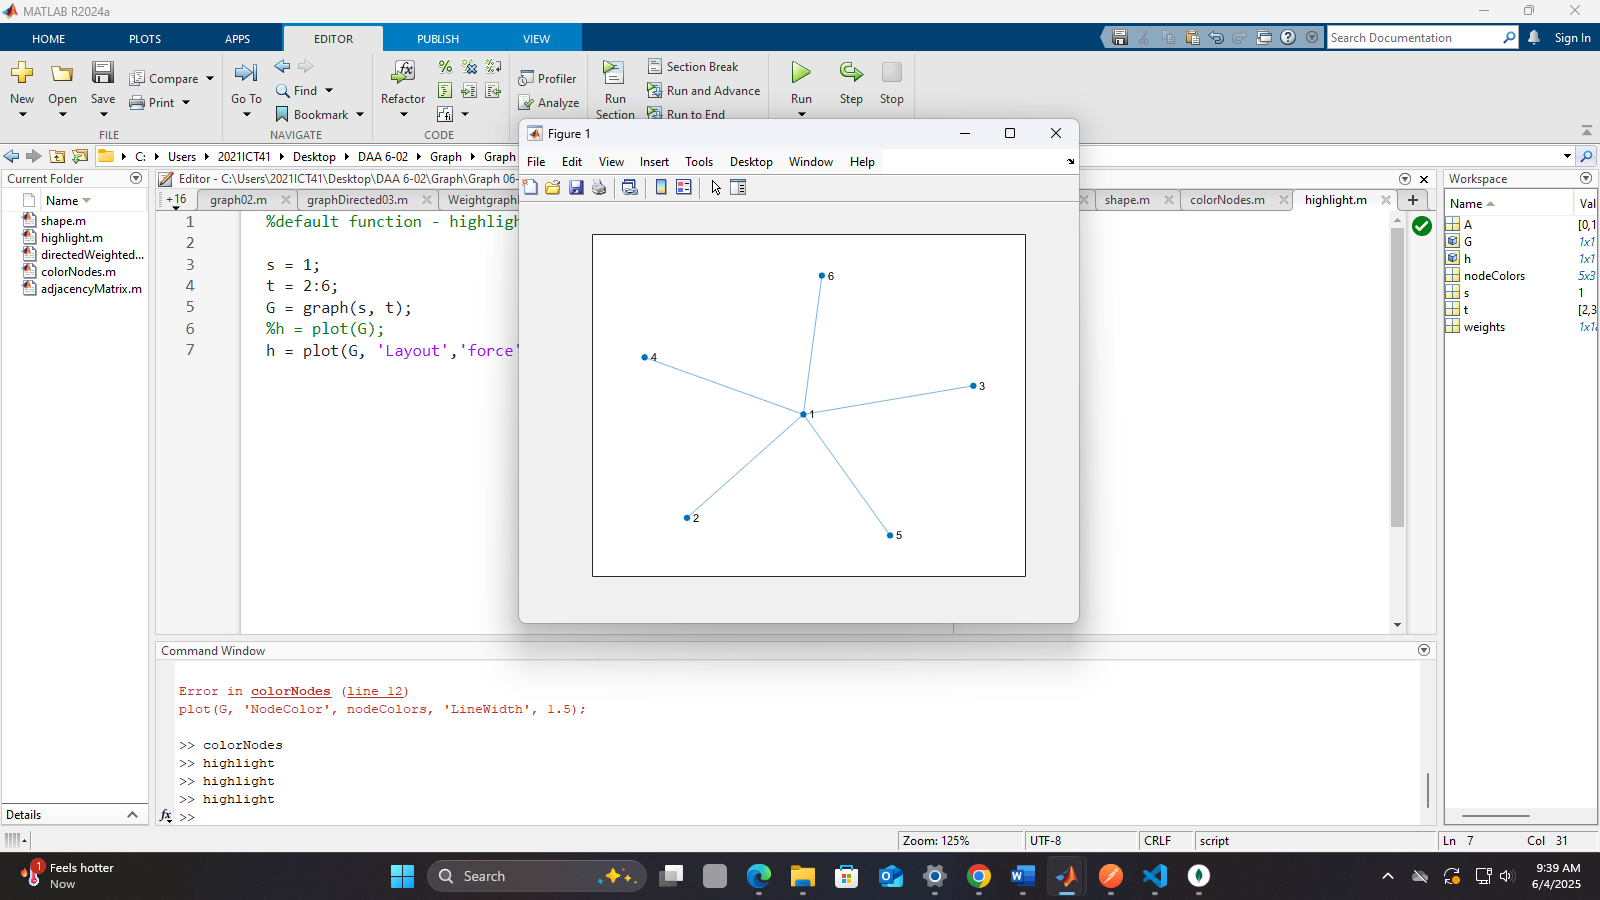 MATLAB R2024a
HOME PLOTS APPS EDITOR PUBLISH VIEW
Search Documentation
Sign In
New Open Save
Compare
Print
FILE
Go To
Find
Bookmark
NAVIGATE
Refactor
CODE
Profiler
Analyze
Run
Section
Section Break
Run and Advance
Run to End
Run Step Stop
C: Users 2021ICT41 Desktop DAA 6-02 Graph Graph
Current Folder
Name
shape.m
highlight.m
directedWeighted...
colorNodes.m
adjacencyMatrix.m
Details
Editor - C:\Users\2021ICT41\Desktop\DAA 6-02\Graph\Graph 06-
+16 graph02.m graphDirected03.m Weightgraph shape.m colorNodes.m highlight.m
1 %default function - highligh
2
3 s = 1;
4 t = 2:6;
5 G = graph(s, t);
6 %h = plot(G);
7 h = plot(G, 'Layout','force'
Figure 1
File Edit View Insert Tools Desktop Window Help
6
4
3
1
2
5
Workspace
Name Val
A [0,1
G 1x1
h 1x1
nodeColors 5x3
s 1
t [2,3
weights 1x1
Command Window
Error in colorNodes (line 12)
plot(G, 'NodeColor', nodeColors, 'LineWidth', 1.5);
>> colorNodes
>> highlight
>> highlight
>> highlight
fx >>
Zoom: 125% UTF-8 CRLF script Ln 7 Col 31
1
Feels hotter
Now
Search
9:39 AM
6/4/2025